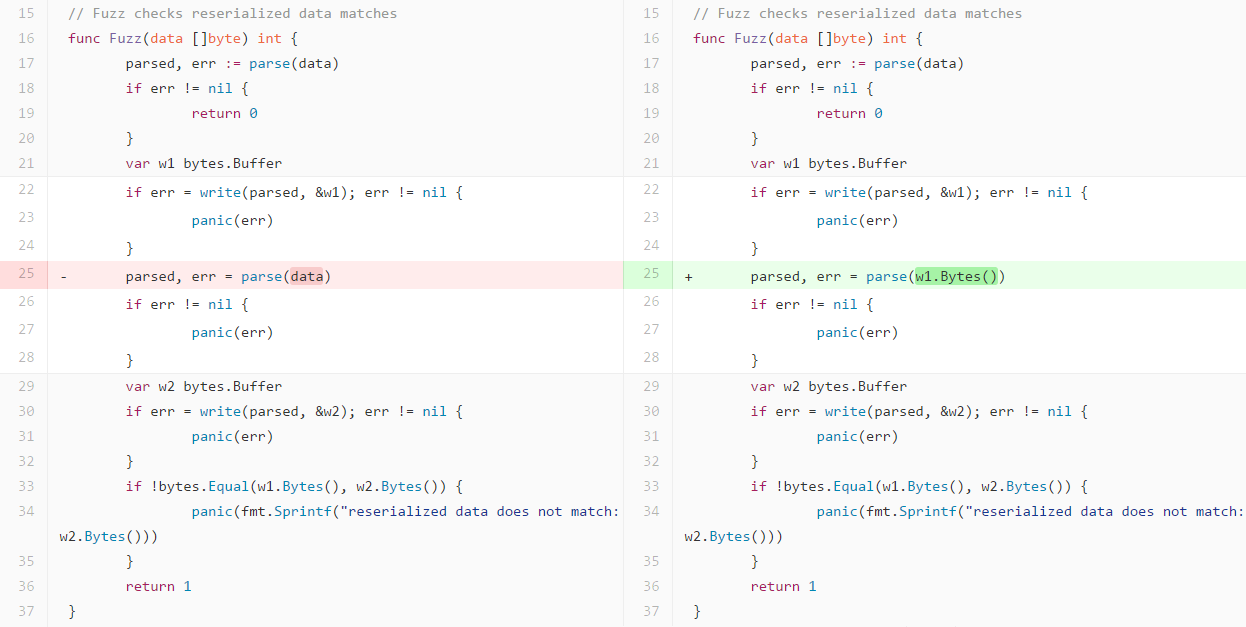 15 // Fuzz checks reserialized data matches
16 func Fuzz(data []byte) int {
17 parsed, err := parse(data)
18 if err != nil {
19 return 0
20 }
21 var w1 bytes.Buffer
22 if err = write(parsed, &w1); err != nil {
23 panic(err)
24 }
25 - parsed, err = parse(data)
26 if err != nil {
27 panic(err)
28 }
29 var w2 bytes.Buffer
30 if err = write(parsed, &w2); err != nil {
31 panic(err)
32 }
33 if !bytes.Equal(w1.Bytes(), w2.Bytes()) {
34 panic(fmt.Sprintf("reserialized data does not match:
w2.Bytes()))
35 }
36 return 1
37 }
15 // Fuzz checks reserialized data matches
16 func Fuzz(data []byte) int {
17 parsed, err := parse(data)
18 if err != nil {
19 return 0
20 }
21 var w1 bytes.Buffer
22 if err = write(parsed, &w1); err != nil {
23 panic(err)
24 }
25 + parsed, err = parse(w1.Bytes())
26 if err != nil {
27 panic(err)
28 }
29 var w2 bytes.Buffer
30 if err = write(parsed, &w2); err != nil {
31 panic(err)
32 }
33 if !bytes.Equal(w1.Bytes(), w2.Bytes()) {
34 panic(fmt.Sprintf("reserialized data does not match:
w2.Bytes()))
35 }
36 return 1
37 }